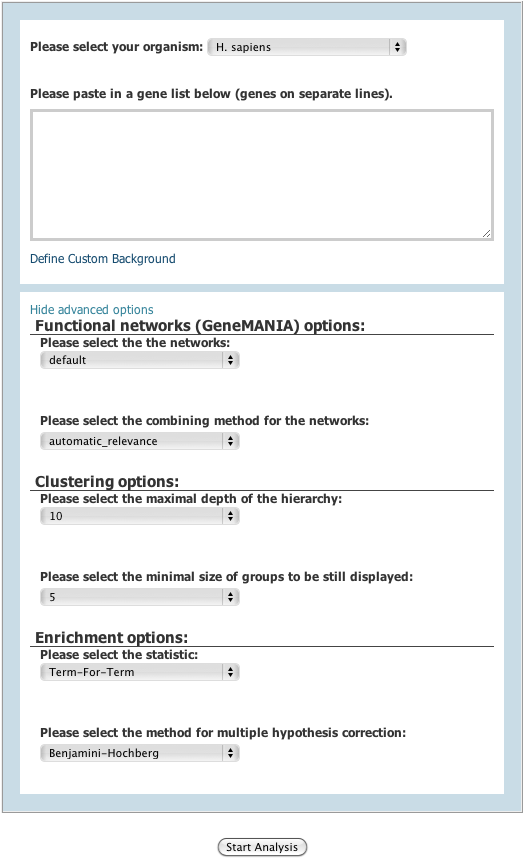 Please select your organism: H. sapiens
Please paste in a gene list below (genes on separate lines).
Define Custom Background
Hide advanced options
Functional networks (GeneMANIA) options:
Please select the the networks:
default
Please select the combining method for the networks:
automatic_relevance
Clustering options:
Please select the maximal depth of the hierarchy:
10
Please select the minimal size of groups to be still displayed:
5
Enrichment options:
Please select the statistic:
Term-For-Term
Please select the method for multiple hypothesis correction:
Benjamini-Hochberg
Start Analysis